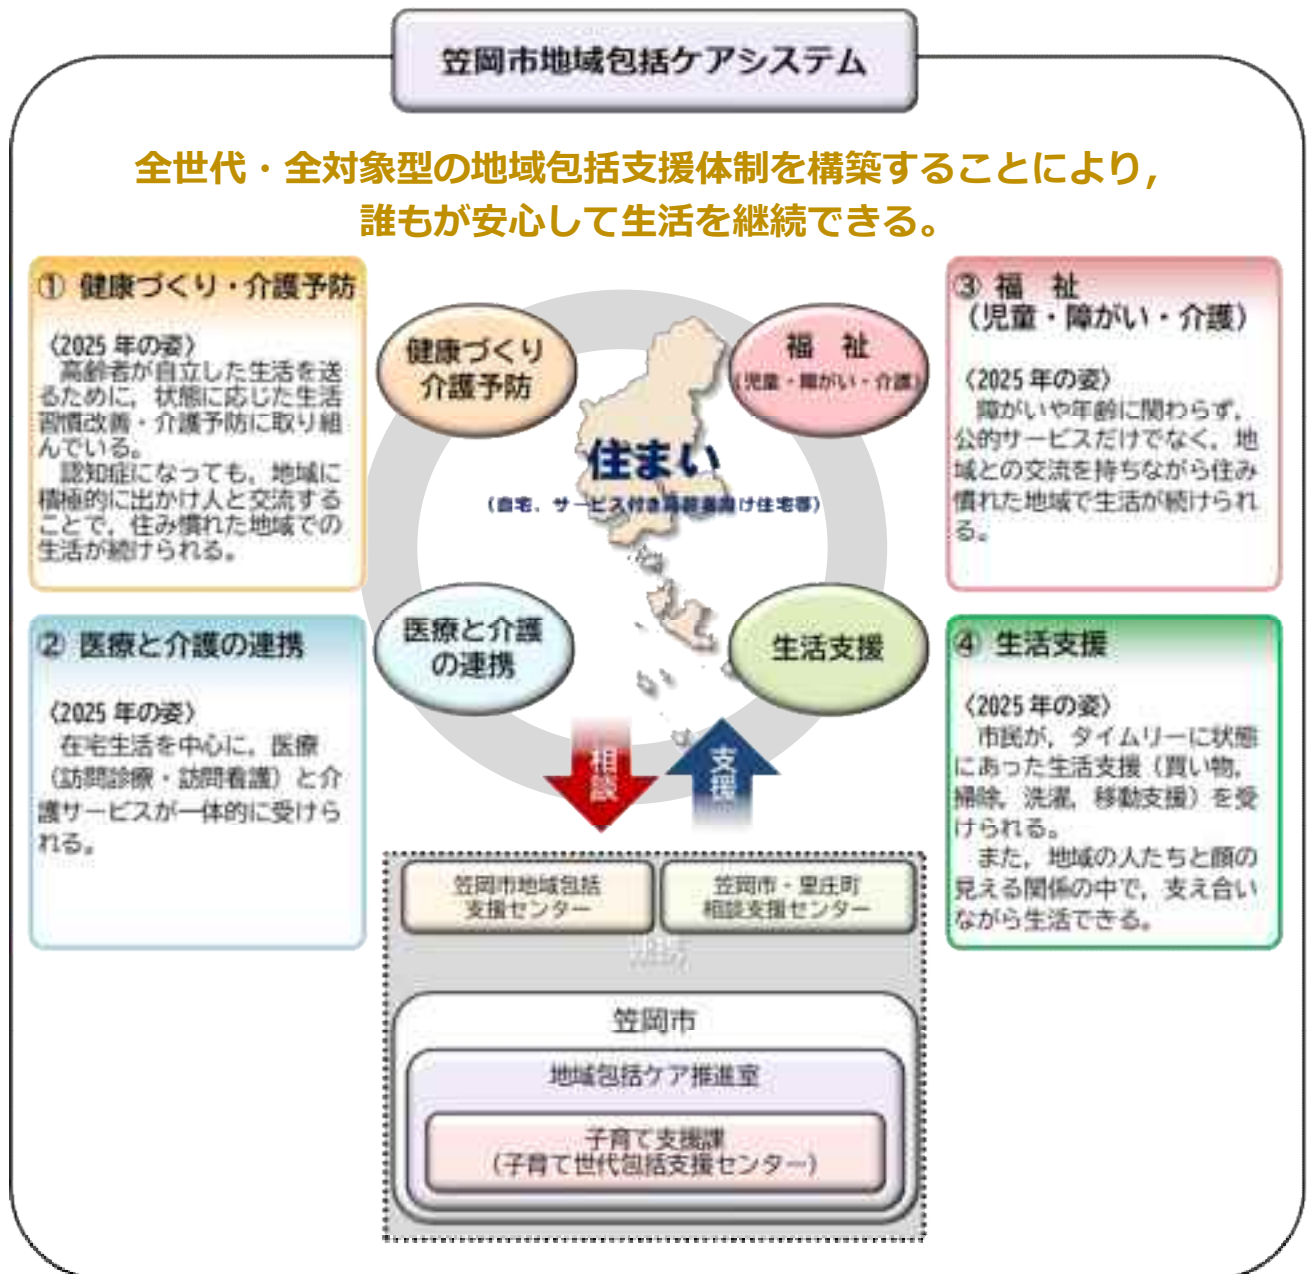 笠岡市地域包括ケアシステム
全世代・全対象型の地域包括支援体制を構築することにより,
誰もが安心して生活を継続できる。
① 健康づくり・介護予防
〈2025 年の姿〉
高齢者が自立した生活を送
るために，状態に応じた生活
習慣改善・介護予防に取り組
んでいる。
認知症になっても，地域に
積極的に出かけ人と交流する
ことで，住み慣れた地域での
生活が続けられる。
② 医療と介護の連携
〈2025 年の姿〉
在宅生活を中心に，医療
（訪問診療・訪問看護）と介
護サービスが一体的に受けら
れる。
健康づくり
介護予防
福　祉
（児童・障がい・介護）
住まい
（自宅，サービス付き高齢者向け住宅等）
医療と介護
の連携
生活支援
相談
支援
③ 福　祉
（児童・障がい・介護）
〈2025 年の姿〉
障がいや年齢に関わらず，
公的サービスだけでなく，地
域との交流を持ちながら住み
慣れた地域で生活が続けられ
る。
④ 生活支援
〈2025 年の姿〉
市民が，タイムリーに状態
にあった生活支援（買い物，
掃除，洗濯，移動支援）を受
けられる。
また，地域の人たちと顔の
見える関係の中で，支え合い
ながら生活できる。
笠岡市地域包括
支援センター
笠岡市・里庄町
相談支援センター
笠岡市
地域包括ケア推進室
子育て支援課
（子育て世代包括支援センター）